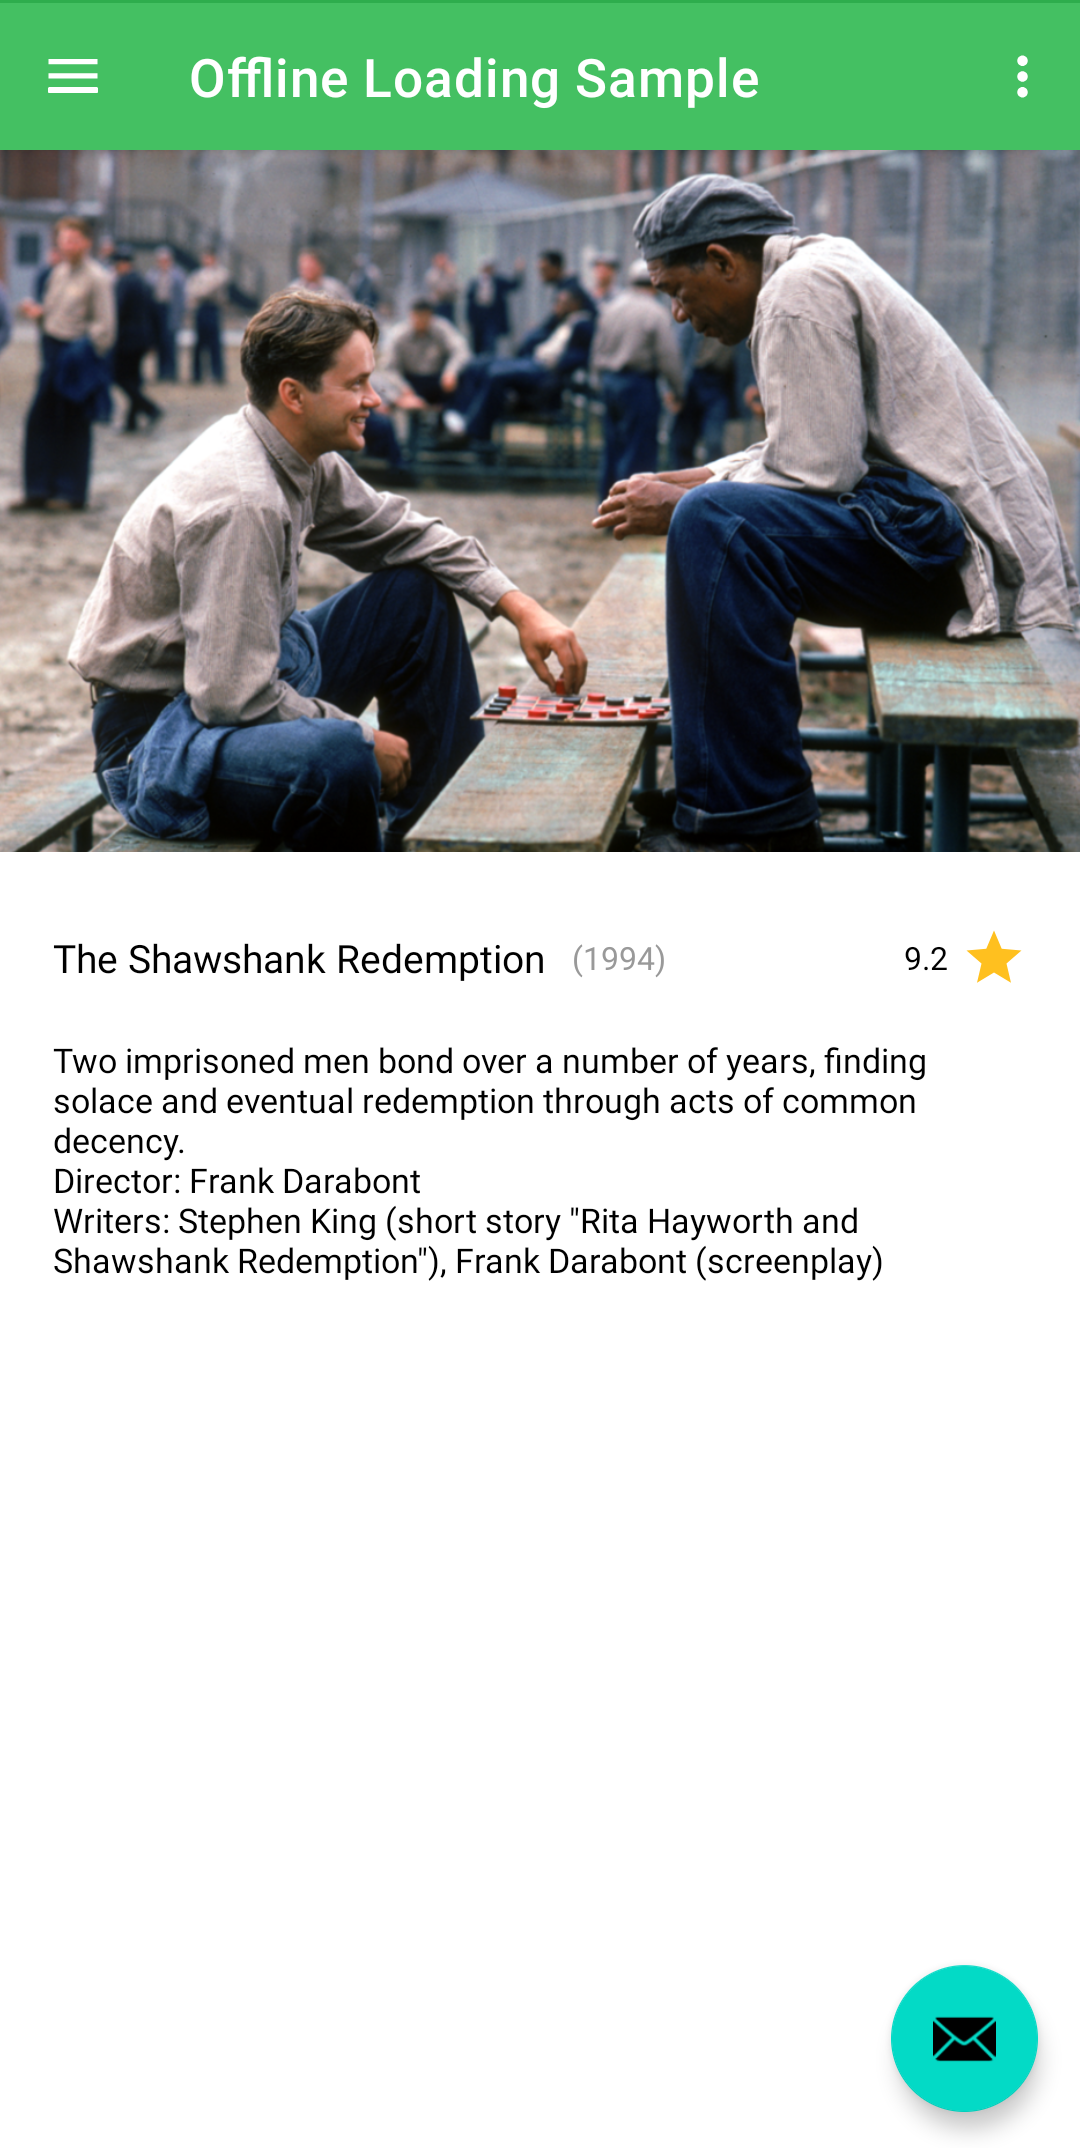 Offline Loading Sample
The Shawshank Redemption (1994) 9.2
Two imprisoned men bond over a number of years, finding
solace and eventual redemption through acts of common
decency.
Director: Frank Darabont
Writers: Stephen King (short story "Rita Hayworth and
Shawshank Redemption"), Frank Darabont (screenplay)